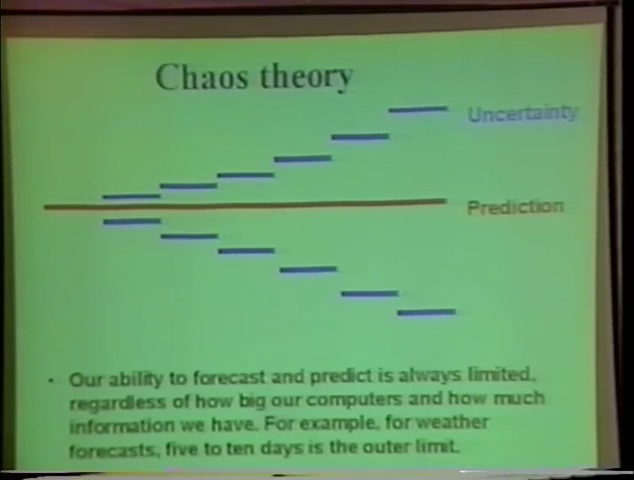 Chaos theory
Uncertainty
Prediction
• Our ability to forecast and predict is always limited,
regardless of how big our computers and how much
information we have. For example, for weather
forecasts, five to ten days is the outer limit.